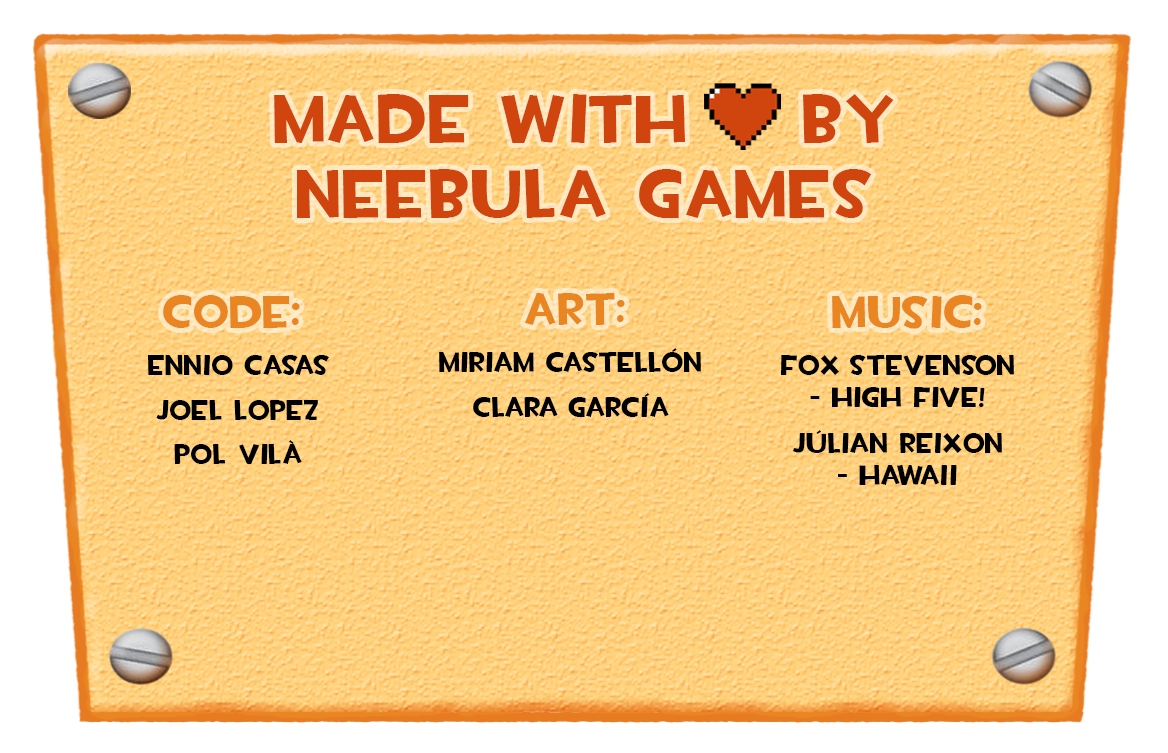 MADE WITH ❤ BY
NEEBULA GAMES
CODE:
ENNIO CASAS
JOEL LOPEZ
POL VILÀ
ART:
MIRIAM CASTELLÓN
CLARA GARCÍA
MUSIC:
FOX STEVENSON
- HIGH FIVE!
JÚLIAN REIXON
- HAWAII